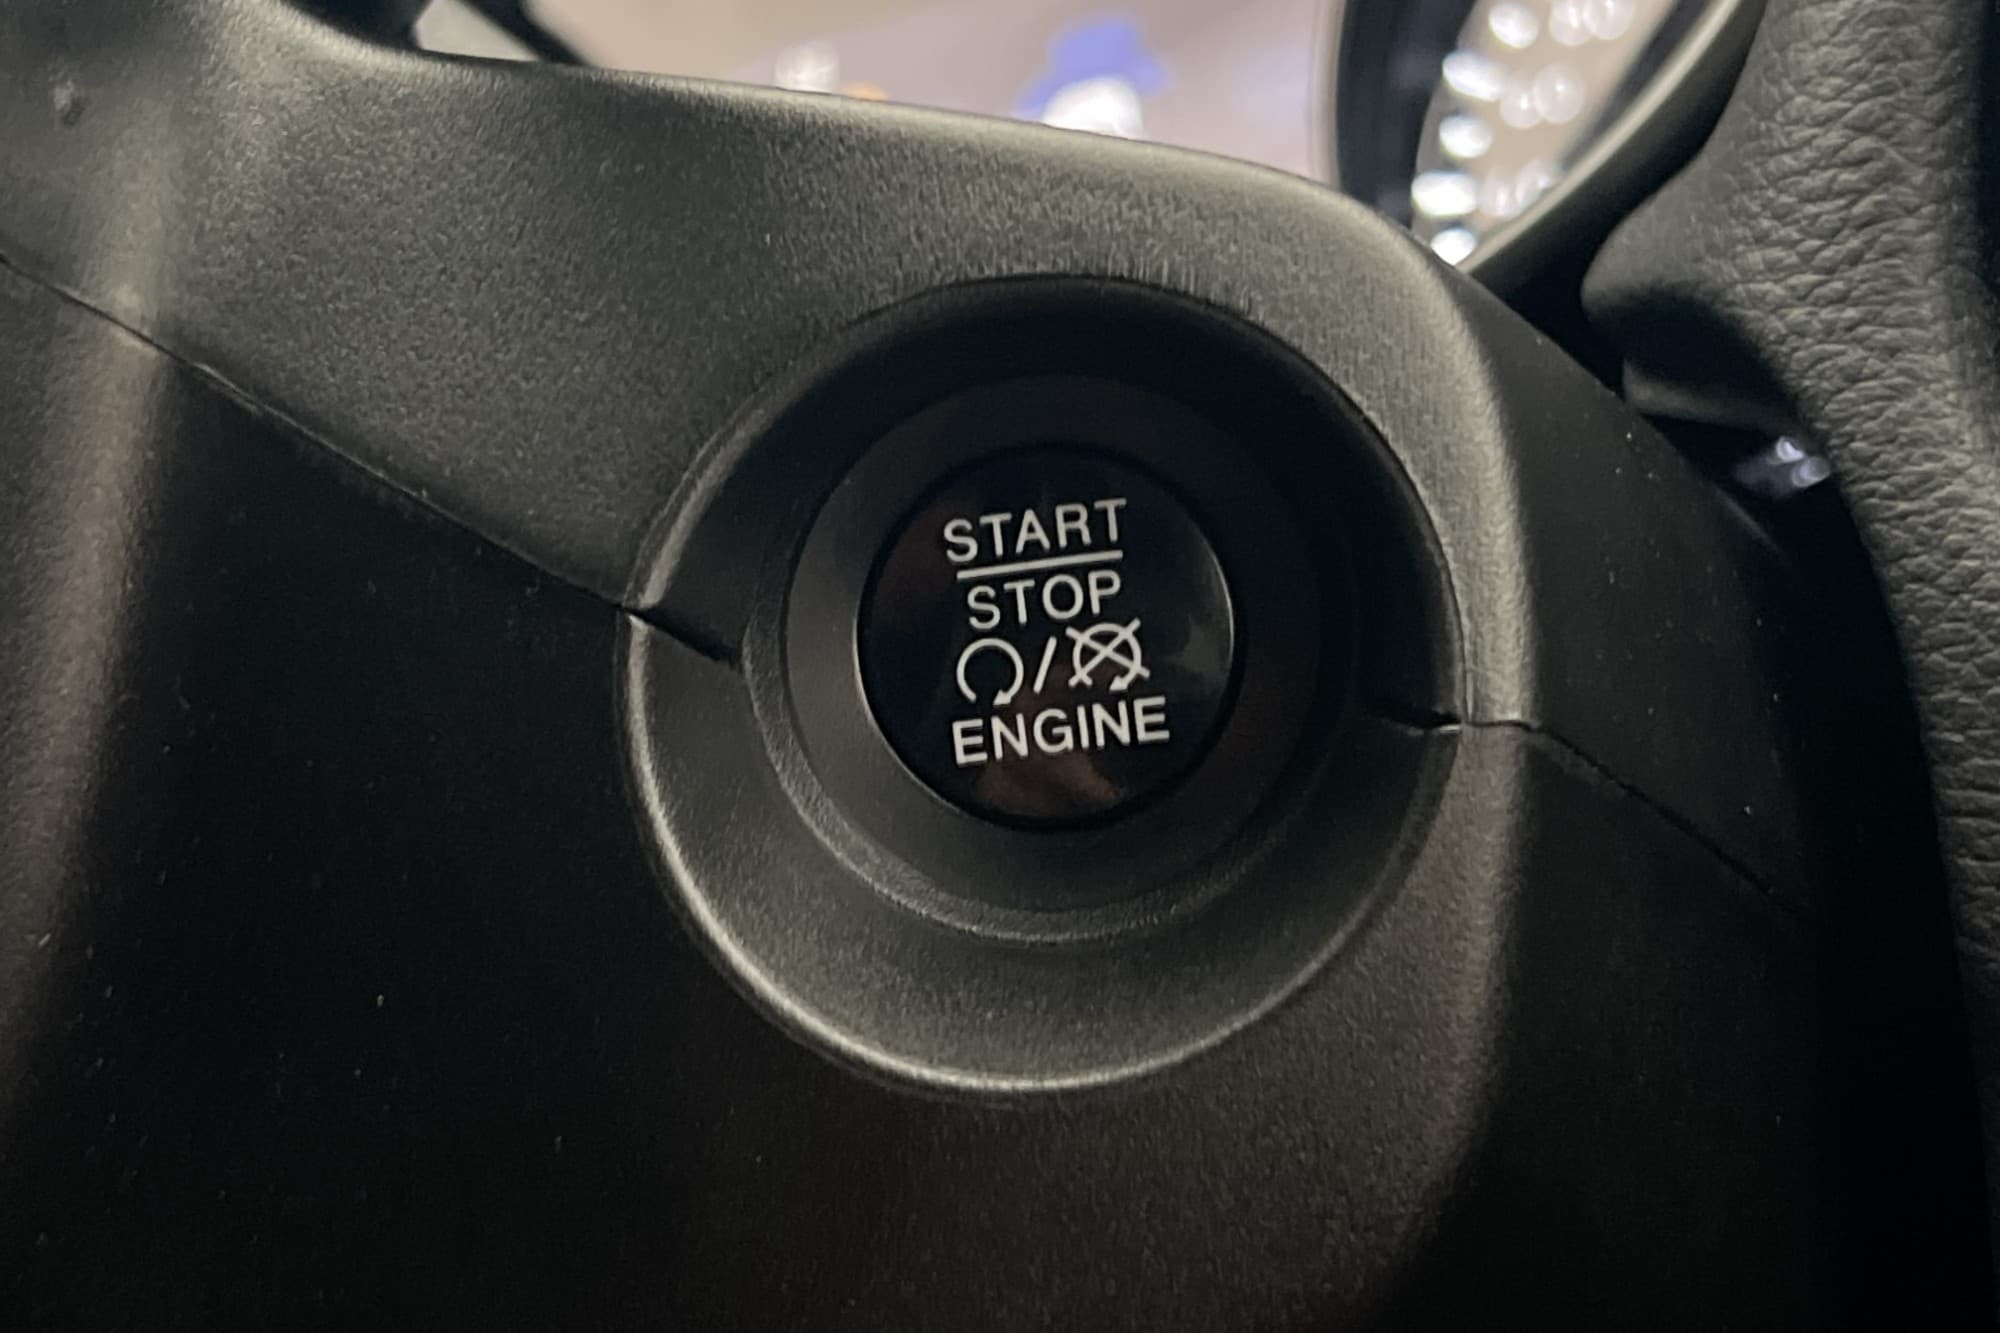 START
STOP
/
ENGINE